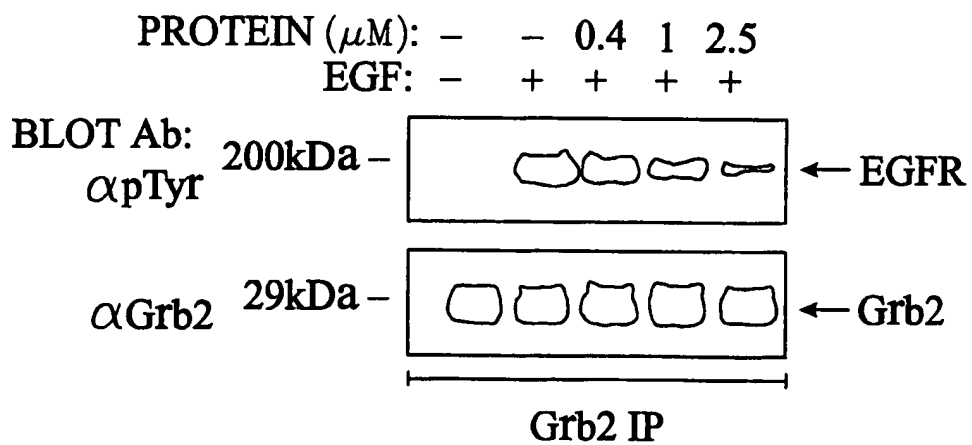 PROTEIN (μM): – – 0.4 1 2.5
EGF: – + + + +
BLOT Ab:
αpTyr 200kDa – EGFR
αGrb2 29kDa – Grb2
Grb2 IP